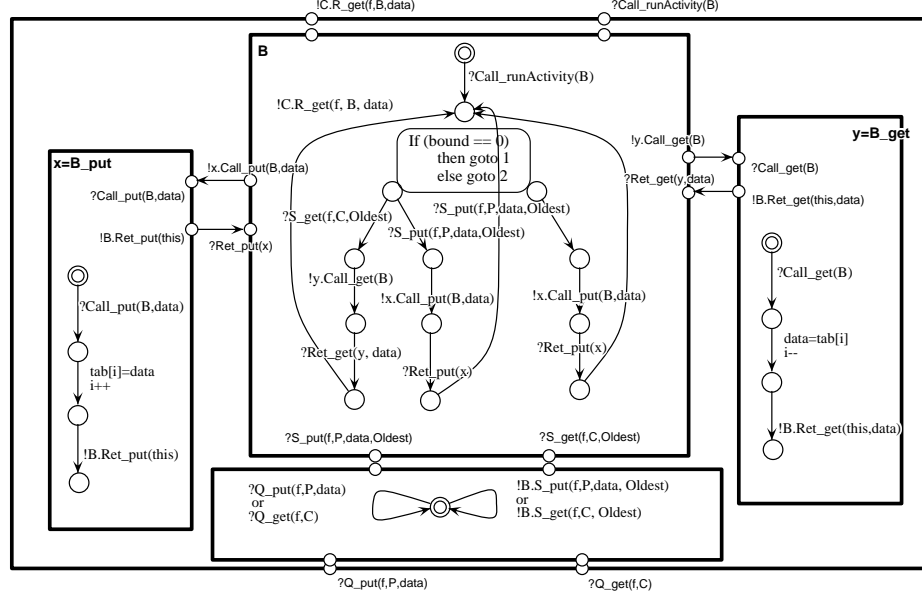 !C.R_get(f,B,data)
?Call_runActivity(B)
B
?Call_runActivity(B)
!C.R_get(f, B, data)
If (bound == 0)
then goto 1
else goto 2
x=B_put
!x.Call_put(B,data)
?Call_put(B,data)
!B.Ret_put(this)
?Ret_put(x)
?Call_put(B,data)
tab[i]=data
i++
!B.Ret_put(this)
?S_get(f,C,Oldest)
?S_put(f,P,data,Oldest)
?S_put(f,P,data,Oldest)
!y.Call_get(B)
!x.Call_put(B,data)
!x.Call_put(B,data)
?Ret_get(y, data)
?Ret_put(x)
?Ret_put(x)
!y.Call_get(B)
?Ret_get(y,data)
y=B_get
?Call_get(B)
!B.Ret_get(this,data)
?Call_get(B)
data=tab[i]
i--
!B.Ret_get(this,data)
?S_put(f,P,data,Oldest)
?S_get(f,C,Oldest)
?Q_put(f,P,data)
or
?Q_get(f,C)
!B.S_put(f,P,data, Oldest)
or
!B.S_get(f,C, Oldest)
?Q_put(f,P,data)
?Q_get(f,C)